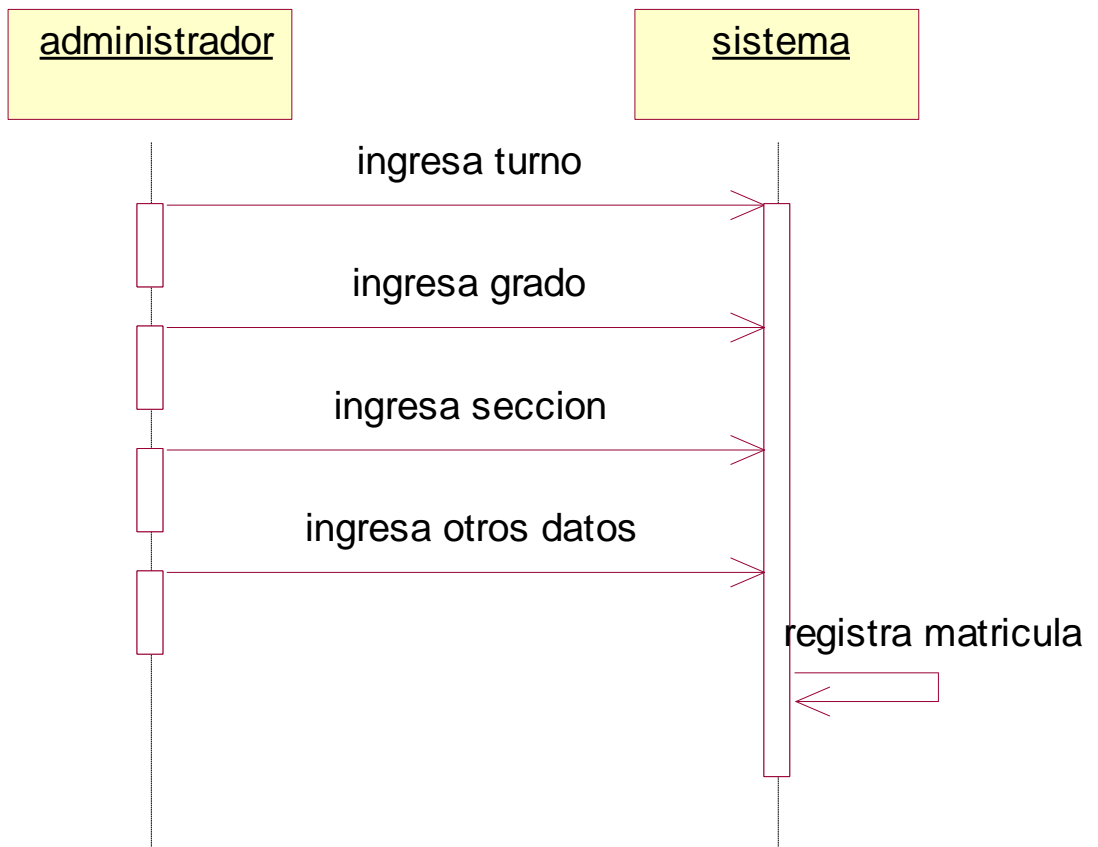 administrador
sistema
ingresa turno
ingresa grado
ingresa seccion
ingresa otros datos
registra matricula